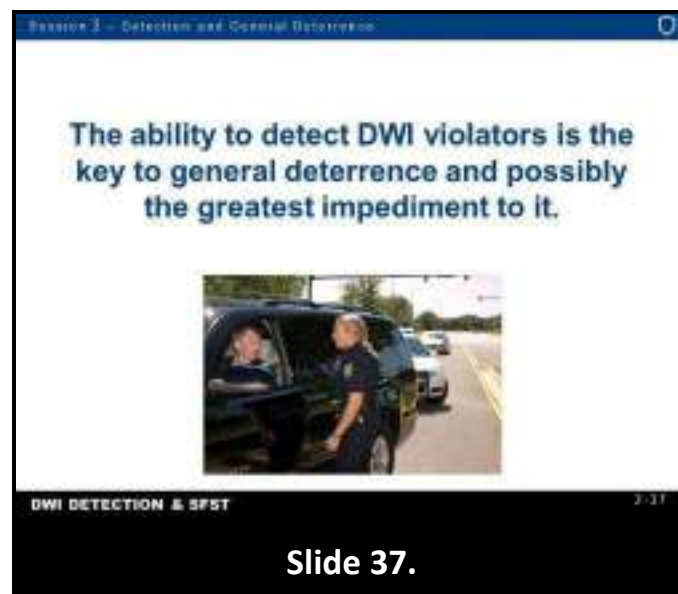 Session 2 – Detection and General Deterrence
The ability to detect DWI violators is the
key to general deterrence and possibly
the greatest impediment to it.
DWI DETECTION & SFST
2-37
Slide 37.